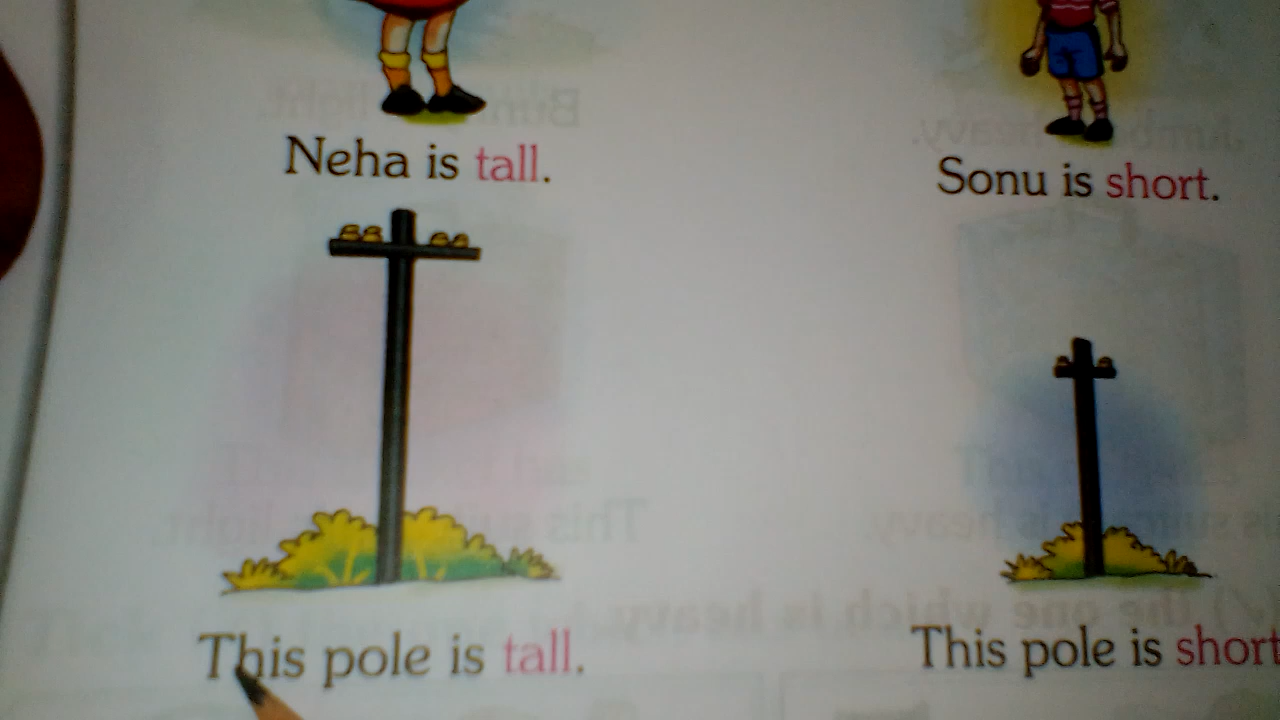 Neha is tall.
Sonu is short.
This pole is tall.
This pole is short